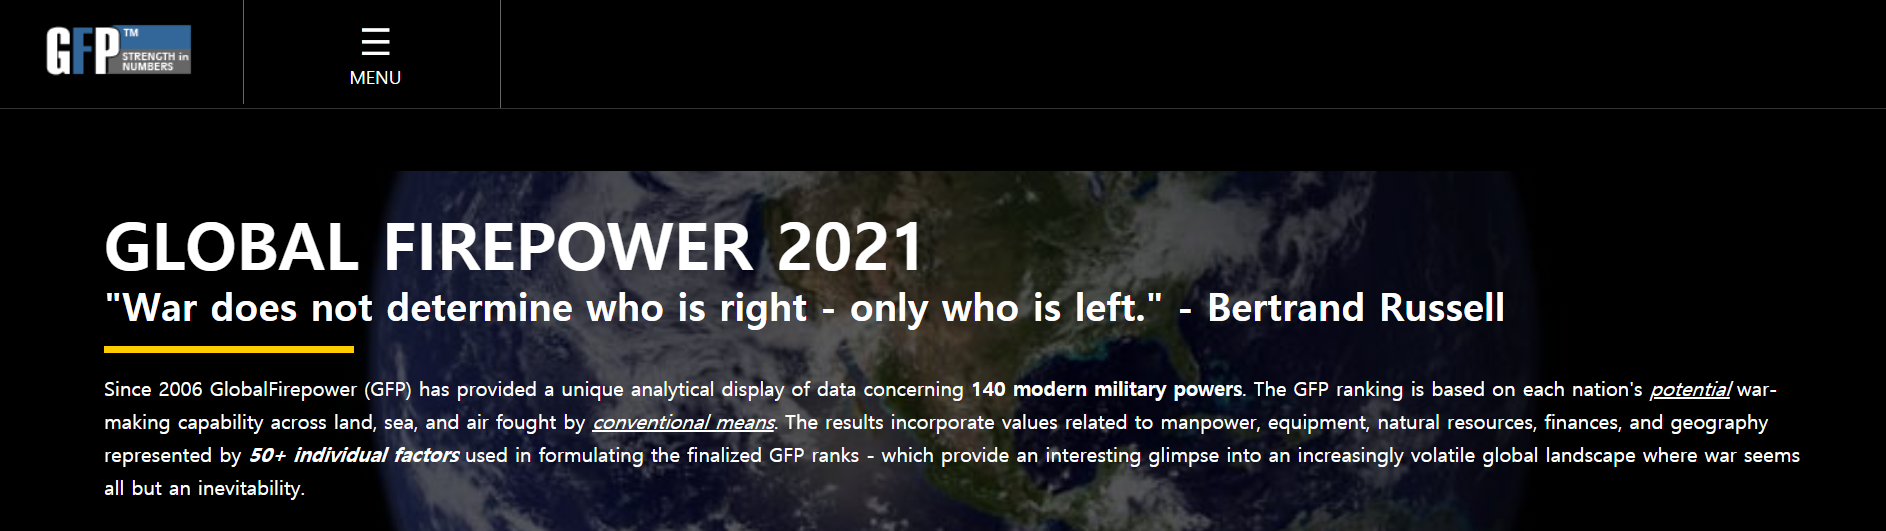 GFP™
STRENGTH in
NUMBERS
MENU
GLOBAL FIREPOWER 2021
"War does not determine who is right - only who is left." - Bertrand Russell
Since 2006 GlobalFirepower (GFP) has provided a unique analytical display of data concerning 140 modern military powers. The GFP ranking is based on each nation's potential war-
making capability across land, sea, and air fought by conventional means. The results incorporate values related to manpower, equipment, natural resources, finances, and geography
represented by 50+ individual factors used in formulating the finalized GFP ranks - which provide an interesting glimpse into an increasingly volatile global landscape where war seems
all but an inevitability.